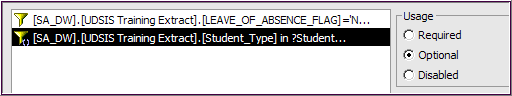 [SA_DW].[UDSIS Training Extract].[LEAVE_OF_ABSENCE_FLAG]='N...
[SA_DW].[UDSIS Training Extract].[Student_Type] in ?Student...
Usage
Required
Optional
Disabled